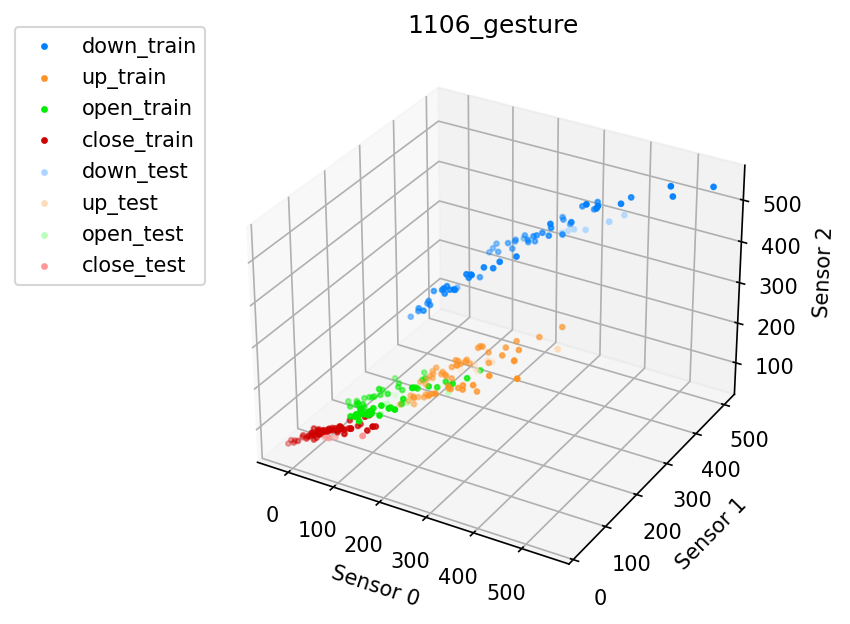 1106_gesture
down_train
up_train
open_train
close_train
down_test
up_test
open_test
close_test
500
400
300
200
100
Sensor 2
0
100
200
300
400
500
Sensor 0
0
100
200
300
400
500
Sensor 1